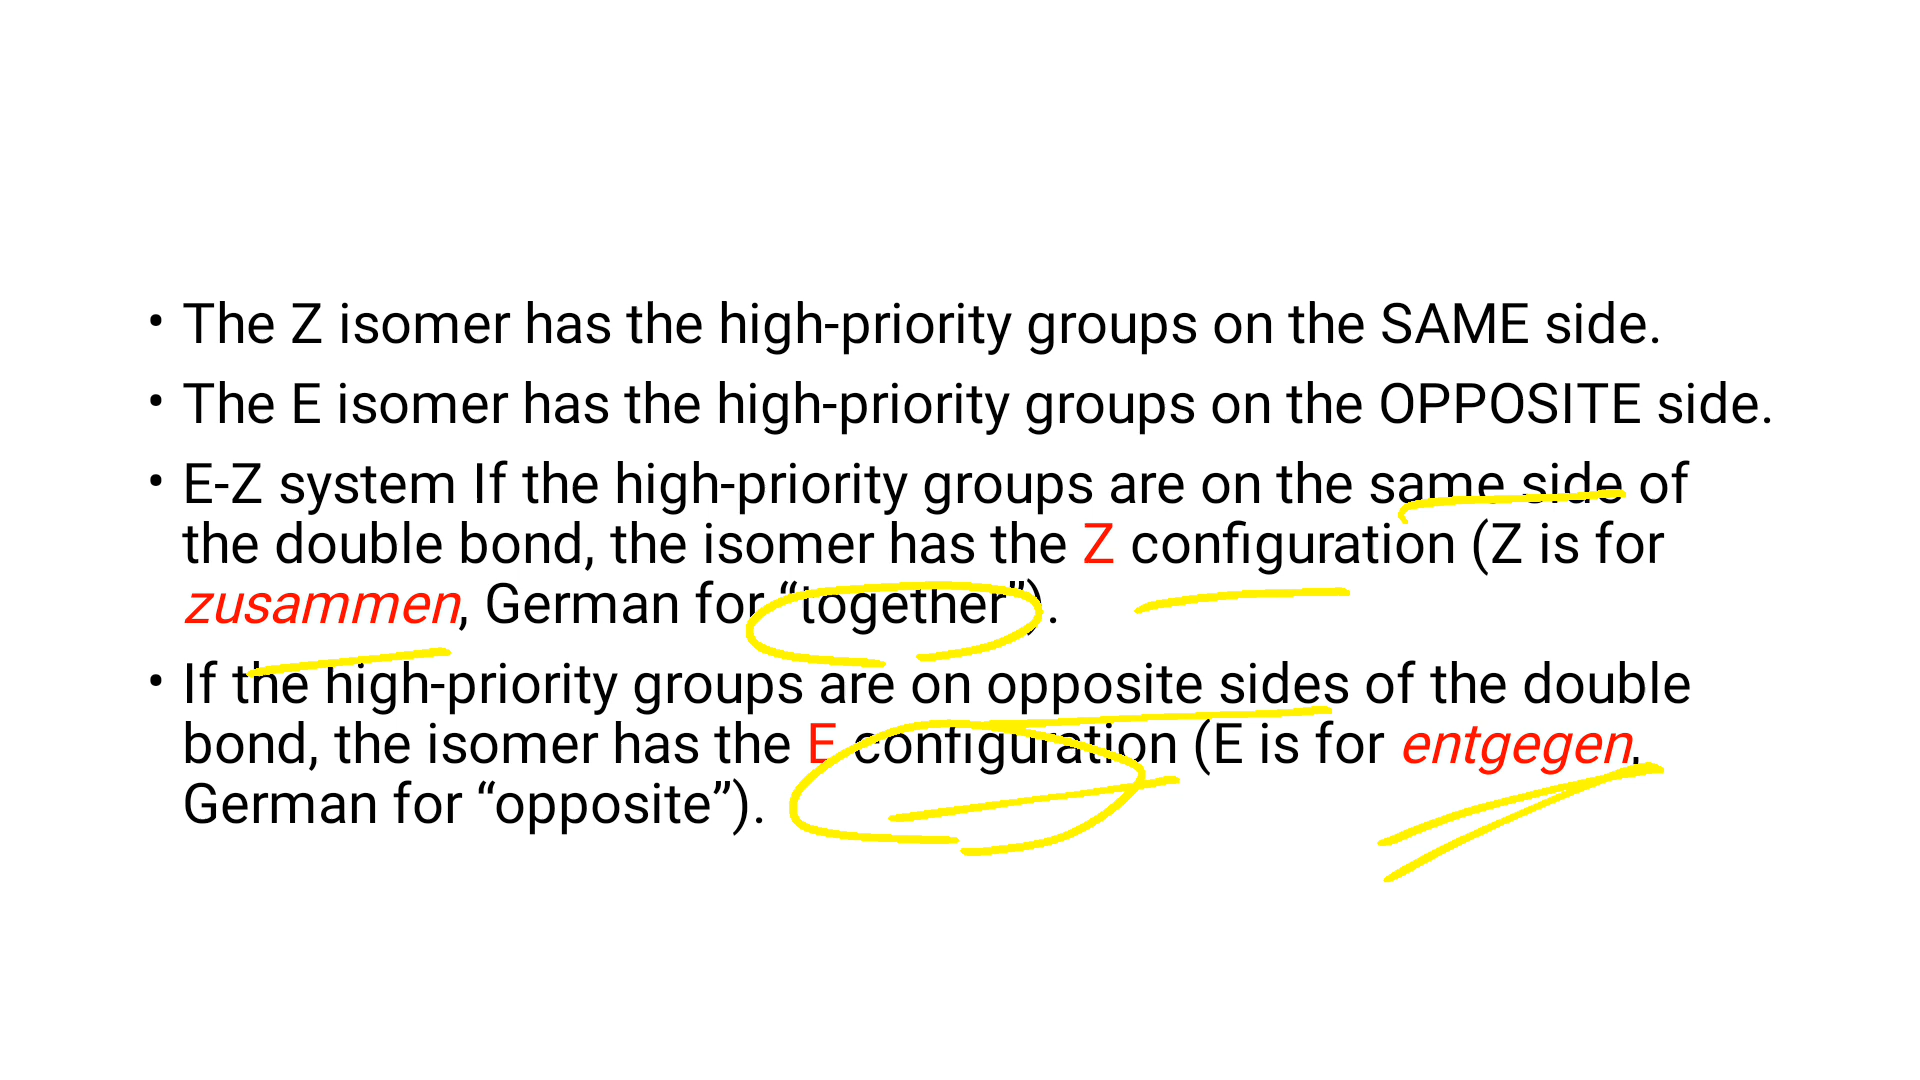 • The Z isomer has the high-priority groups on the SAME side.
• The E isomer has the high-priority groups on the OPPOSITE side.
• E-Z system If the high-priority groups are on the same side of
the double bond, the isomer has the Z configuration (Z is for
zusammen, German for “together”).
• If the high-priority groups are on opposite sides of the double
bond, the isomer has the E configuration (E is for entgegen,
German for “opposite”).